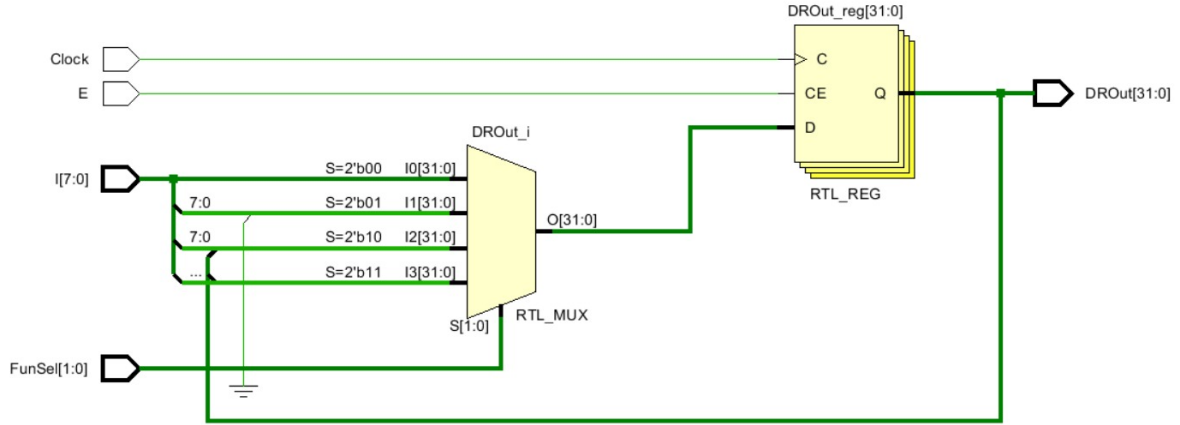 DROut_reg[31:0]
Clock
C
E
CE
Q
DROut[31:0]
D
DROut_i
RTL_REG
I[7:0]
S=2'b00 I0[31:0]
7:0 S=2'b01 I1[31:0]
O[31:0]
7:0 S=2'b10 I2[31:0]
... S=2'b11 I3[31:0]
S[1:0]
RTL_MUX
FunSel[1:0]